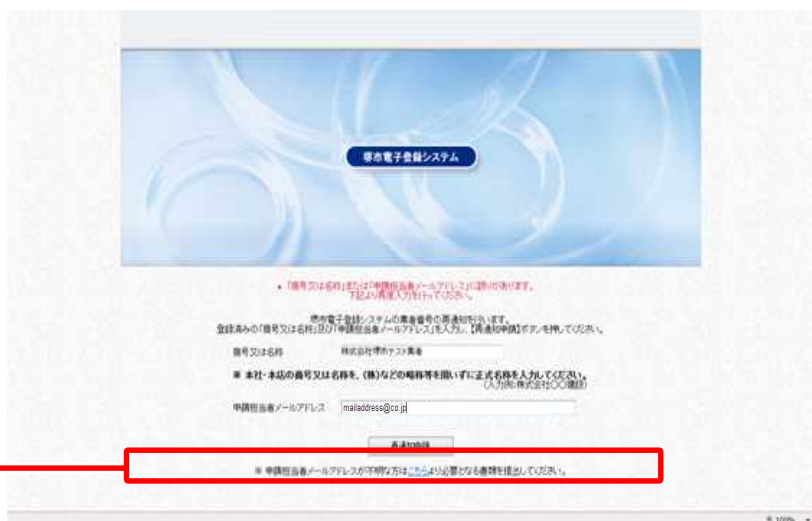 堺市電子登録システム
・「商号又は名称」または「申請担当者メールアドレス」に誤りがあります。
下記より再度入力を行ってください。
堺市電子登録システムの業者番号の再通知を行います。
登録済みの「商号又は名称」及び「申請担当者メールアドレス」を入力し、【再通知申請】ボタンを押してください。
商号又は名称 株式会社堺市テスト業者
※ 本社・本店の商号又は名称を、(株)などの略称等を用いずに正式名称を入力してください。
(入力例:株式会社〇〇建設)
申請担当者メールアドレス mailaddress@co.jp
再通知申請
※ 申請担当者メールアドレスが不明な方はこちらより必要となる書類を提出してください。
100%